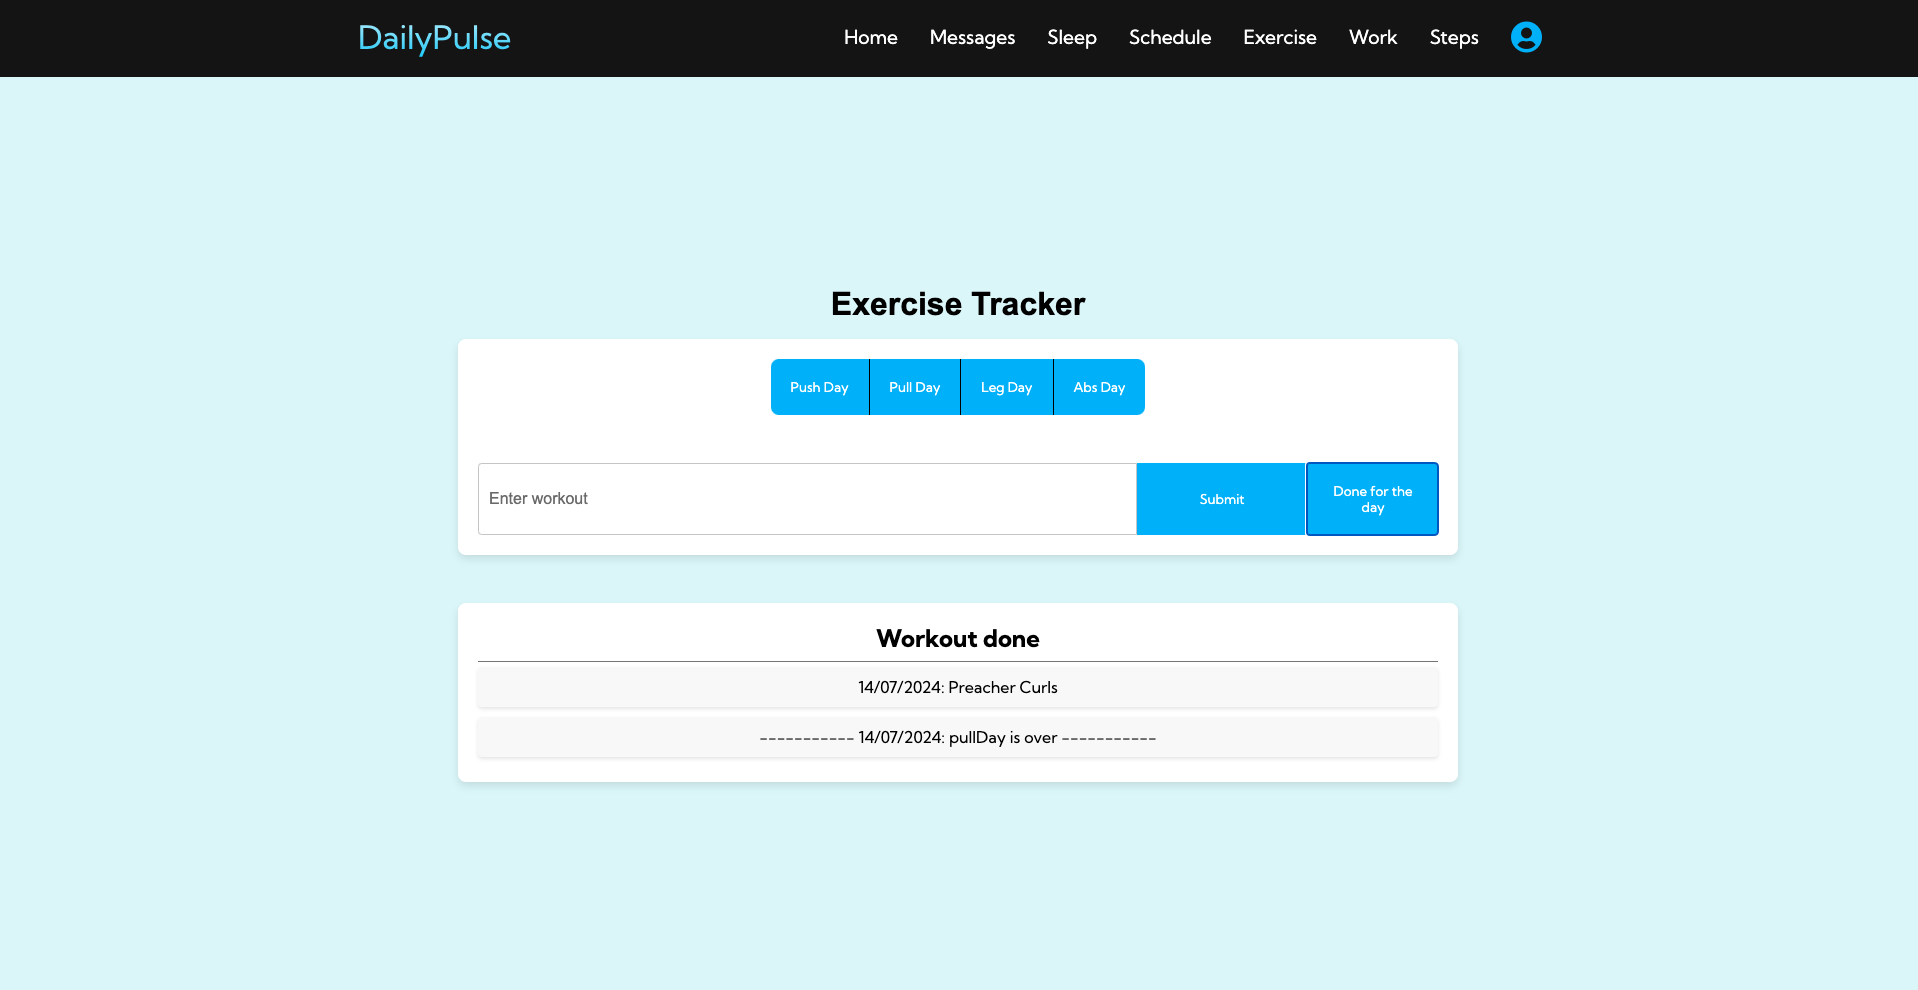 DailyPulse
Home Messages Sleep Schedule Exercise Work Steps
Exercise Tracker
Push Day Pull Day Leg Day Abs Day
Enter workout
Submit
Done for the
day
Workout done
14/07/2024: Preacher Curls
----------- 14/07/2024: pullDay is over -----------